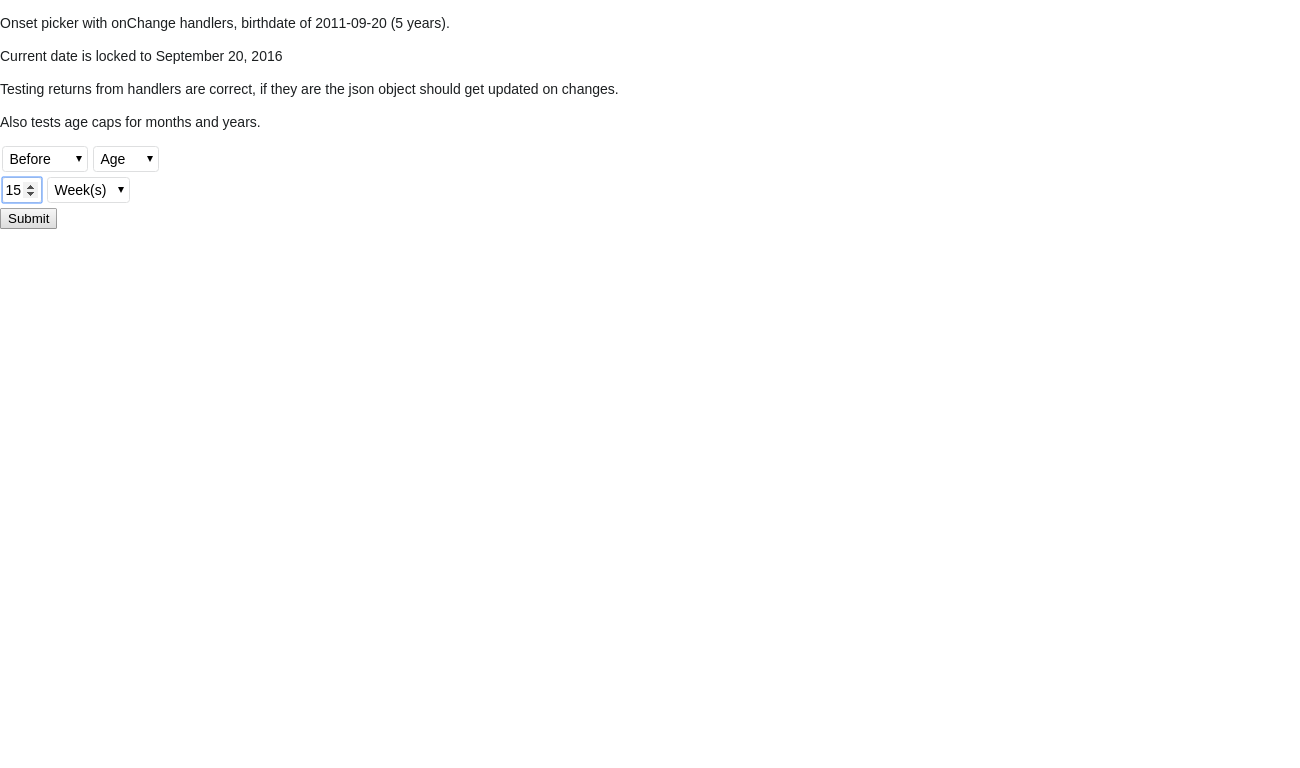 Onset picker with onChange handlers, birthdate of 2011-09-20 (5 years).
Current date is locked to September 20, 2016
Testing returns from handlers are correct, if they are the json object should get updated on changes.
Also tests age caps for months and years.
Before Age
15 Week(s)
Submit